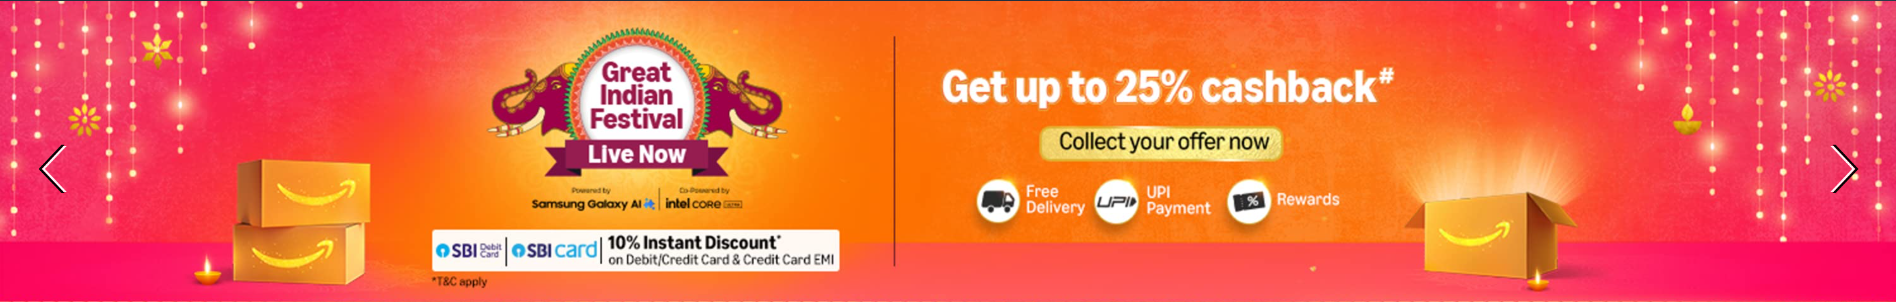 Great
Indian
Festival
Live Now
Powered by
Samsung Galaxy AI
Co-Powered by
intel CORE ULTRA
SBI Debit Card
SBI card
10% Instant Discount*
on Debit/Credit Card & Credit Card EMI
*T&C apply
Get up to 25% cashback#
Collect your offer now
Free
Delivery
UPI
UPI
Payment
%
Rewards